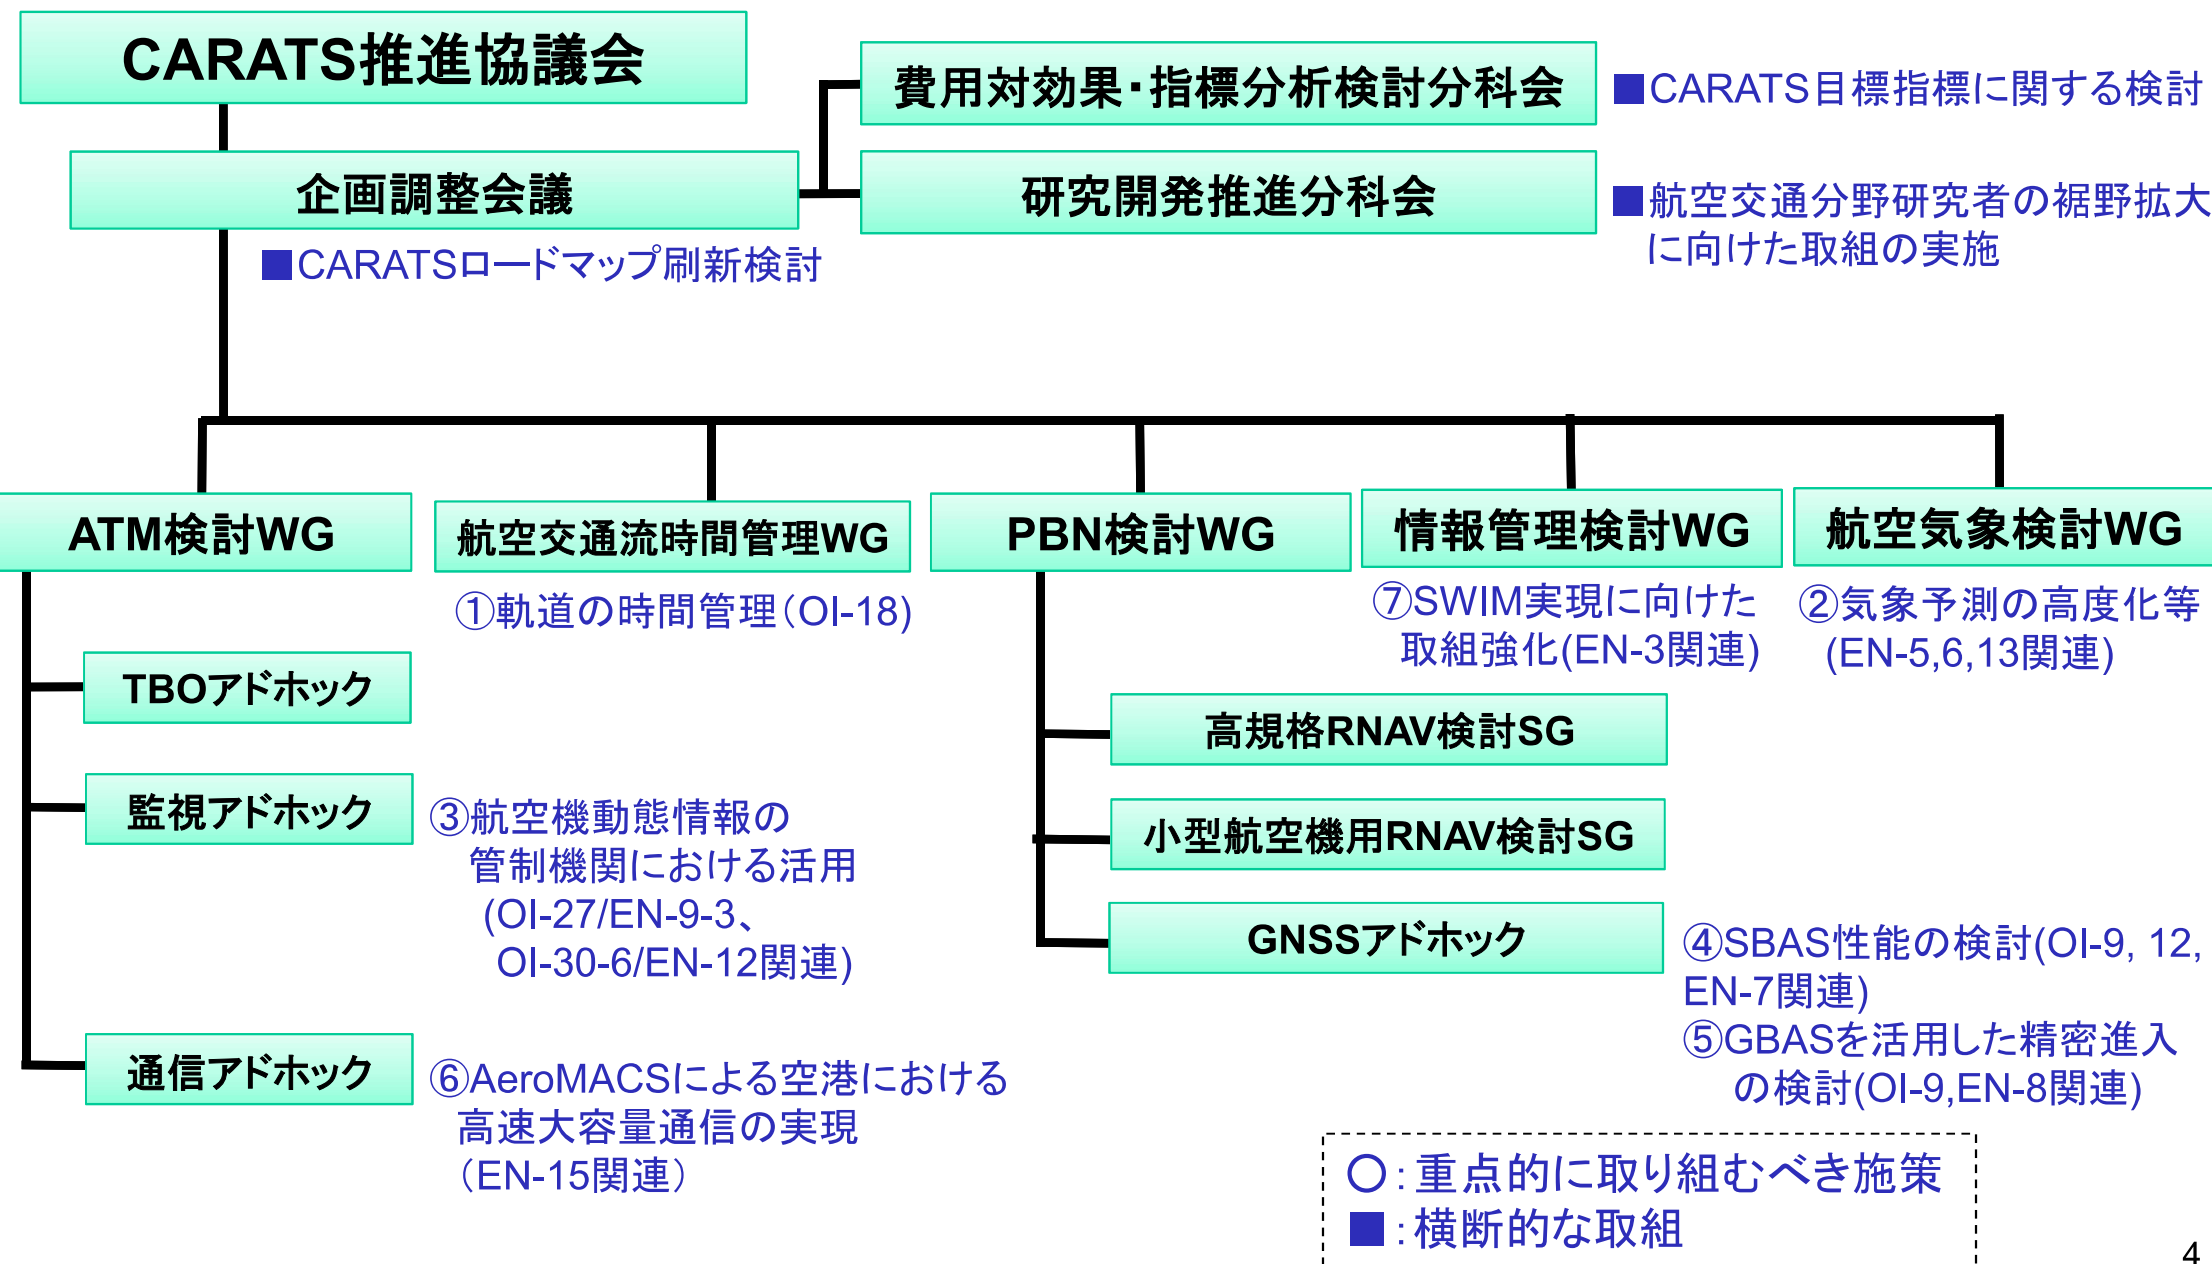 CARATS推進協議会
費用対効果・指標分析検討分科会
■CARATS目標指標に関する検討
企画調整会議
研究開発推進分科会
■航空交通分野研究者の裾野拡大
に向けた取組の実施
■CARATSロードマップ刷新検討
ATM検討WG
航空交通流時間管理WG
①軌道の時間管理（OI-18)
PBN検討WG
情報管理検討WG
⑦SWIM実現に向けた
取組強化(EN-3関連)
航空気象検討WG
②気象予測の高度化等
(EN-5,6,13関連)
TBOアドホック
監視アドホック
③航空機動態情報の
管制機関における活用
(OI-27/EN-9-3、
OI-30-6/EN-12関連)
通信アドホック
⑥AeroMACSによる空港における
高速大容量通信の実現
（EN-15関連）
高規格RNAV検討SG
小型航空機用RNAV検討SG
GNSSアドホック
④SBAS性能の検討(OI-9, 12,
EN-7関連)
⑤GBASを活用した精密進入
の検討(OI-9,EN-8関連)
○：重点的に取り組むべき施策
■：横断的な取組
4